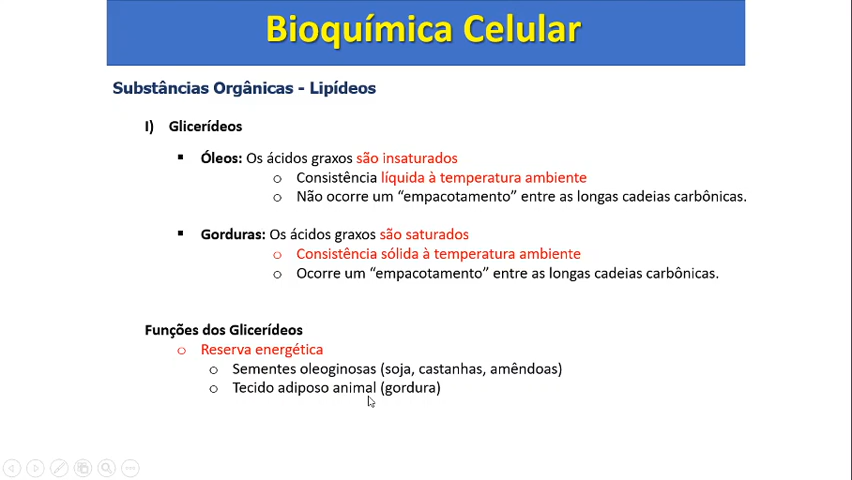 Bioquímica Celular
Substâncias Orgânicas - Lipídeos
I) Glicerídeos
▪ Óleos: Os ácidos graxos são insaturados
o Consistência líquida à temperatura ambiente
o Não ocorre um “empacotamento” entre as longas cadeias carbônicas.
▪ Gorduras: Os ácidos graxos são saturados
o Consistência sólida à temperatura ambiente
o Ocorre um “empacotamento” entre as longas cadeias carbônicas.
Funções dos Glicerídeos
o Reserva energética
o Sementes oleoginosas (soja, castanhas, amêndoas)
o Tecido adiposo animal (gordura)